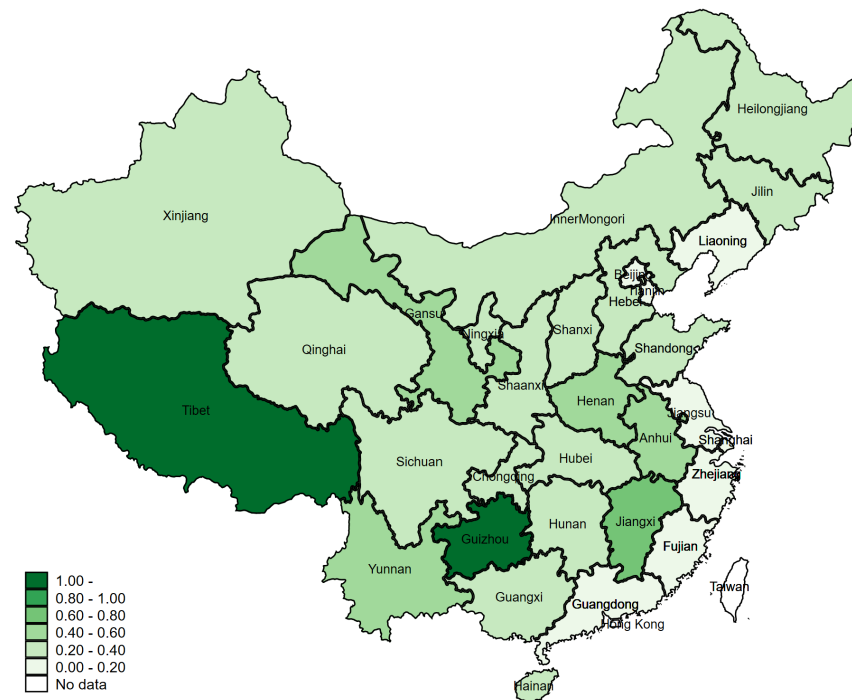 Heilongjiang
Jilin
Xinjiang
InnerMongori
Liaoning
Beijing
Tianjin
Hebei
Gansu
Ningxia
Shanxi
Qinghai
Shandong
Shaanxi
Henan
Tibet
Jiangsu
Anhui
Shanghai
Sichuan
Hubei
Chongqing
Zhejiang
Hunan
Jiangxi
Guizhou
Fujian
Yunnan
Taiwan
Guangxi
Guangdong
Hong Kong
Hainan
1.00 -
0.80 - 1.00
0.60 - 0.80
0.40 - 0.60
0.20 - 0.40
0.00 - 0.20
No data